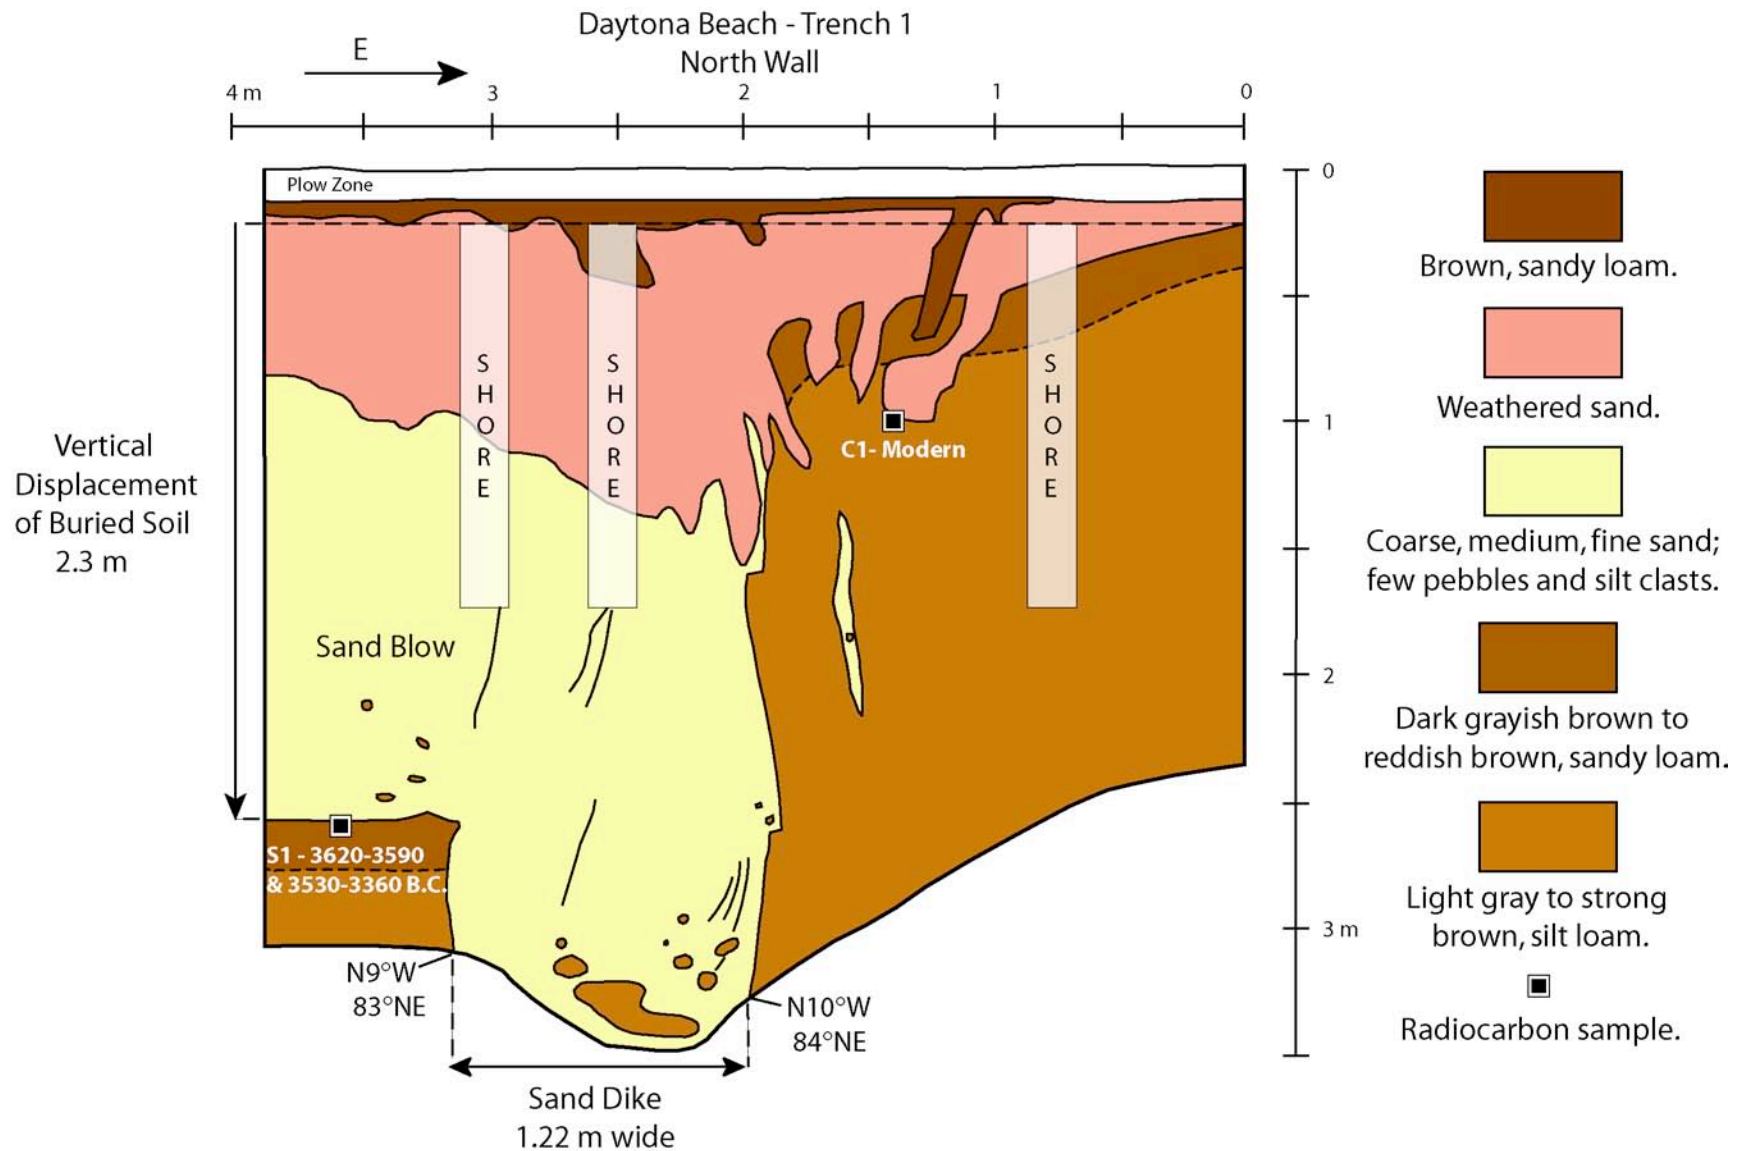 Daytona Beach - Trench 1
North Wall
E
4 m
3
2
1
0
Plow Zone
0
1
2
3 m
SHORE
SHORE
SHORE
Vertical
Displacement
of Buried Soil
2.3 m
C1- Modern
Sand Blow
S1 - 3620-3590
& 3530-3360 B.C.
N9°W
83°NE
N10°W
84°NE
Sand Dike
1.22 m wide
Brown, sandy loam.
Weathered sand.
Coarse, medium, fine sand;
few pebbles and silt clasts.
Dark grayish brown to
reddish brown, sandy loam.
Light gray to strong
brown, silt loam.
Radiocarbon sample.